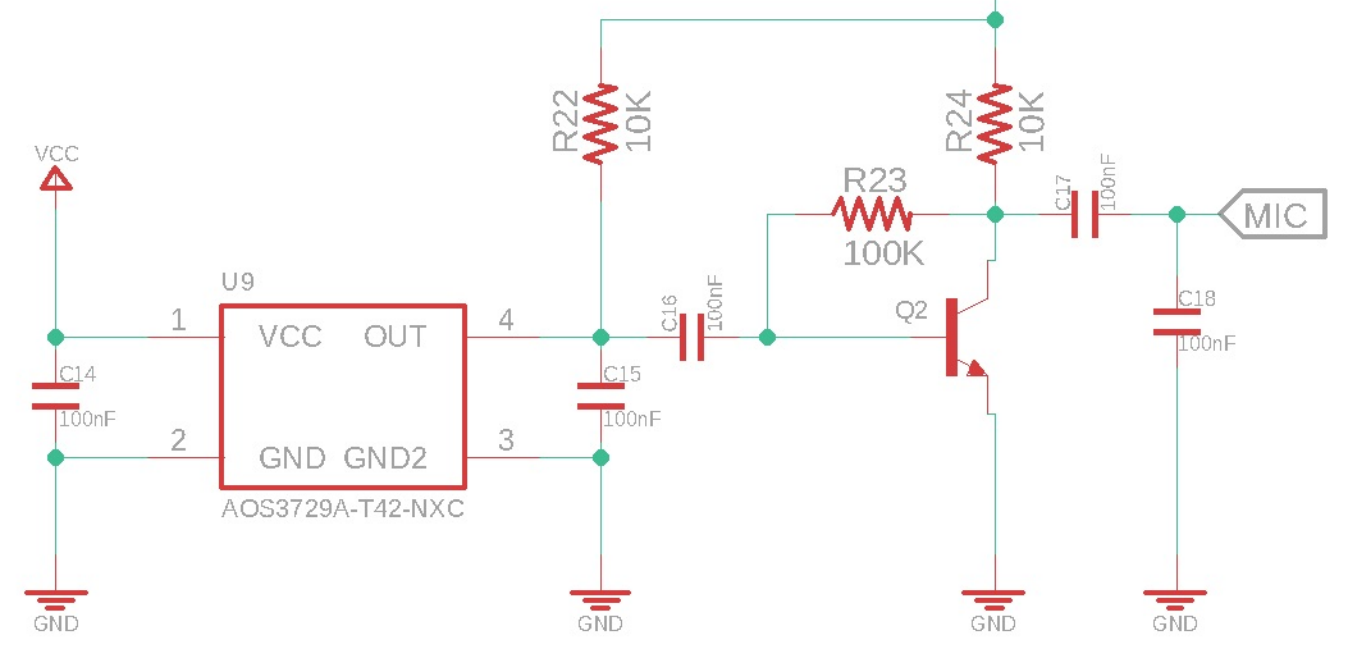 R22
10K
R24
10K
VCC
R23
100K
C17
100nF
MIC
U9
1
VCC
OUT
4
C16
100nF
Q2
C18
100nF
C14
100nF
C15
100nF
2
GND
GND2
3
AOS3729A-T42-NXC
GND
GND
GND
GND